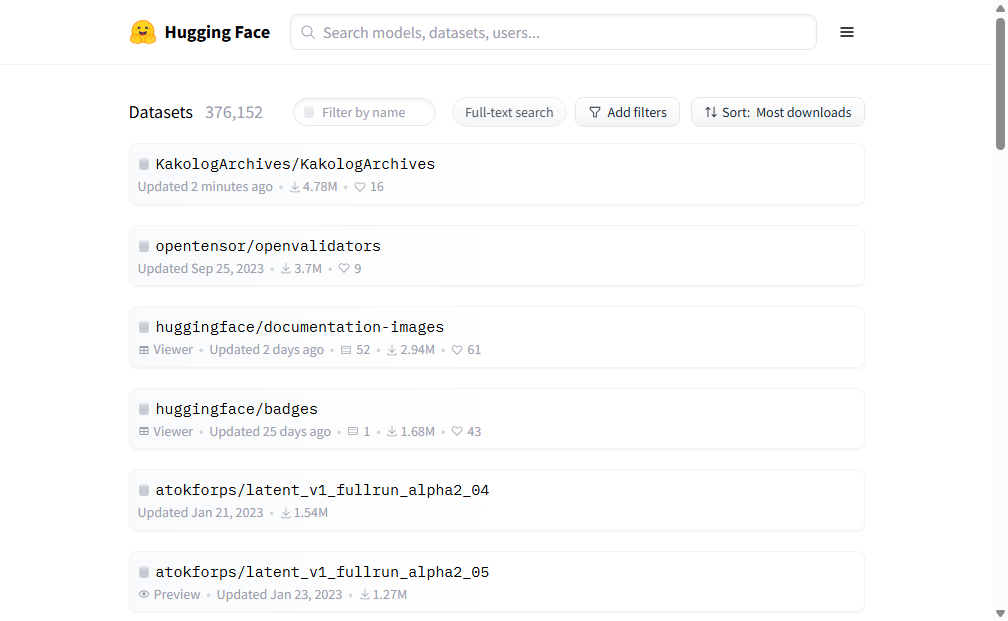 Hugging Face
Search models, datasets, users...
Datasets 376,152 Filter by name Full-text search Add filters Sort: Most downloads
KakologArchives/KakologArchives
Updated 2 minutes ago • 4.78M • 16
opentensor/openvalidators
Updated Sep 25, 2023 • 3.7M • 9
huggingface/documentation-images
Viewer • Updated 2 days ago • 52 • 2.94M • 61
huggingface/badges
Viewer • Updated 25 days ago • 1 • 1.68M • 43
atokforps/latent_v1_fullrun_alpha2_04
Updated Jan 21, 2023 • 1.54M
atokforps/latent_v1_fullrun_alpha2_05
Preview • Updated Jan 23, 2023 • 1.27M